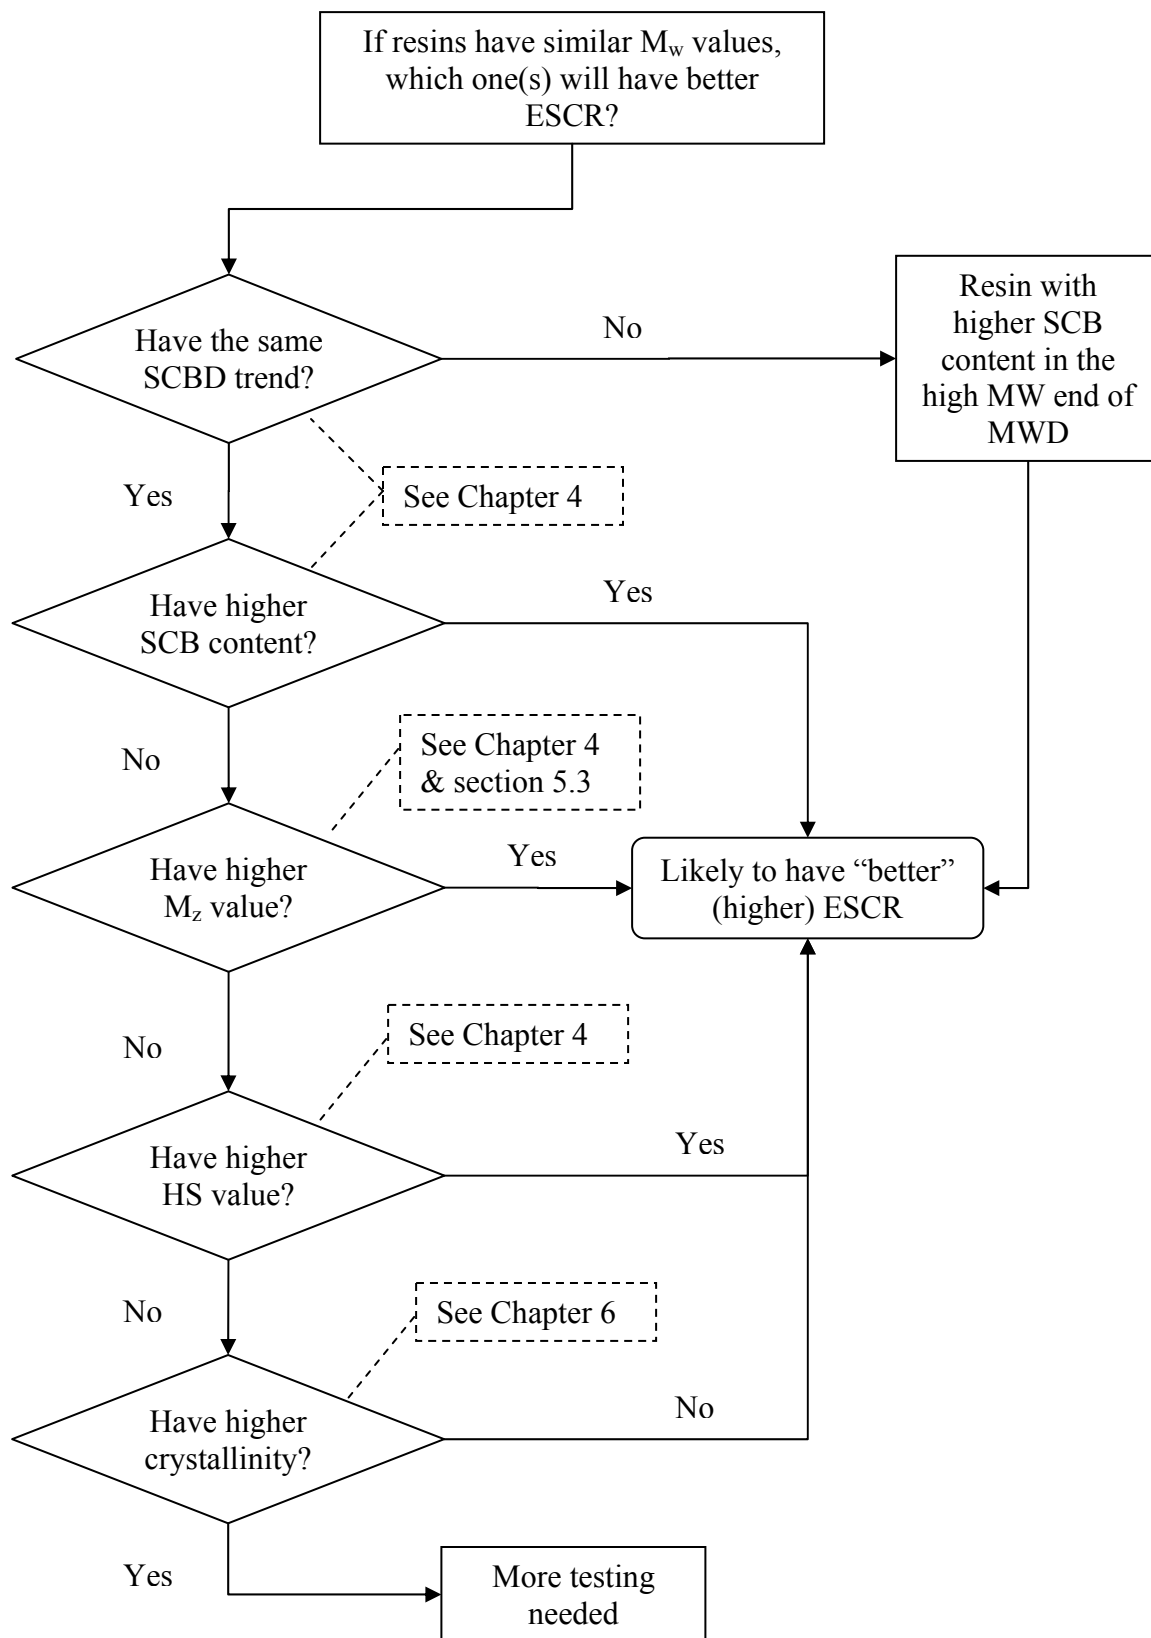 If resins have similar Mw values,
which one(s) will have better
ESCR?
Have the same
SCBD trend?
No
Resin with
higher SCB
content in the
high MW end of
MWD
Yes
See Chapter 4
Have higher
SCB content?
Yes
No
See Chapter 4
& section 5.3
Have higher
Mz value?
Yes
Likely to have “better”
(higher) ESCR
No
See Chapter 4
Have higher
HS value?
Yes
No
See Chapter 6
Have higher
crystallinity?
No
Yes
More testing
needed